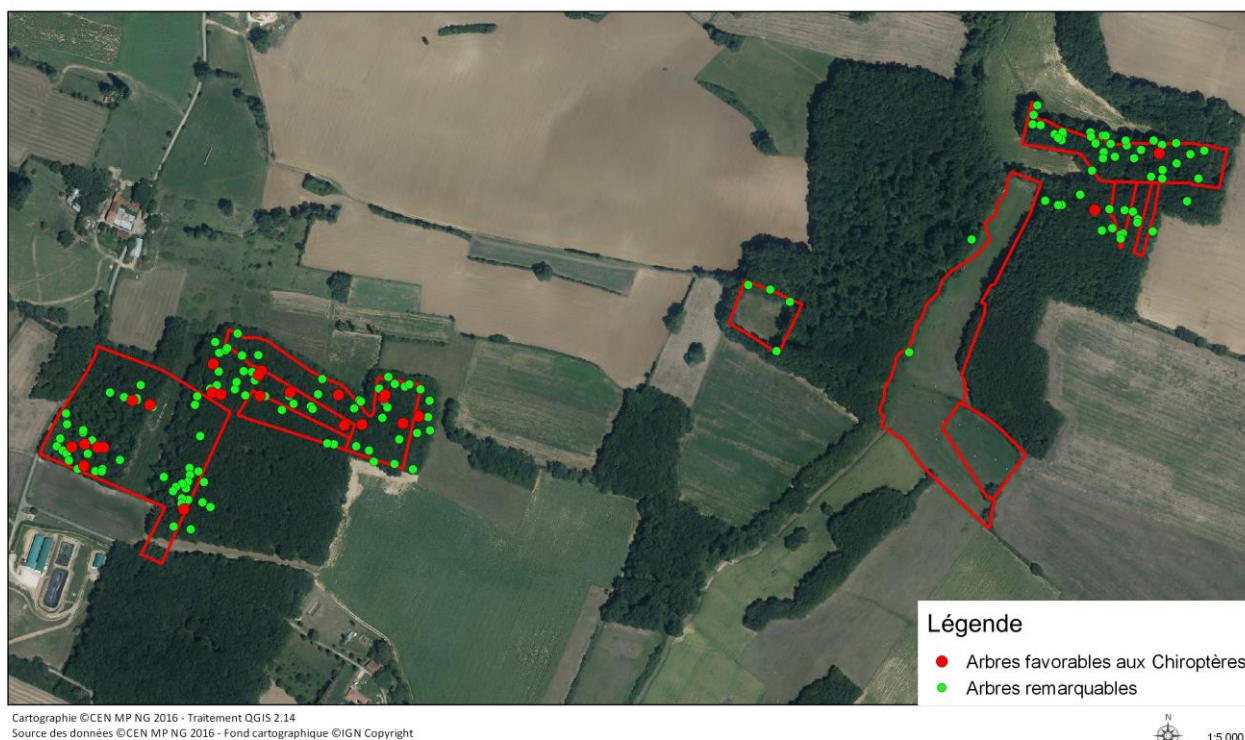 Légende
Arbres favorables aux Chiroptères
Arbres remarquables
Cartographie ©CEN MP NG 2016 - Traitement QGIS 2.14
Source des données ©CEN MP NG 2016 - Fond cartographique ©IGN Copyright
N
1:5 000